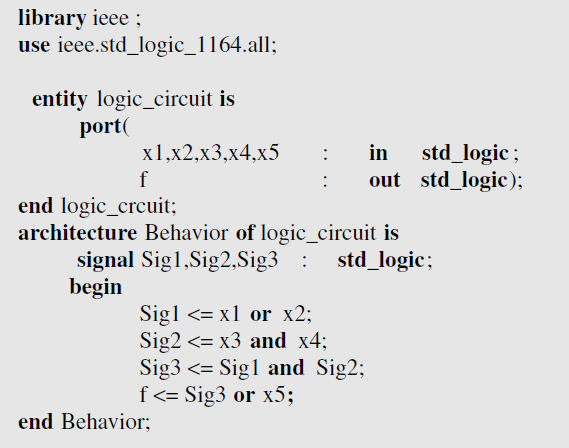 library ieee ;
use ieee.std_logic_1164.all;
entity logic_circuit is
port(
x1,x2,x3,x4,x5 : in std_logic ;
f : out std_logic);
end logic_crcuit;
architecture Behavior of logic_circuit is
signal Sig1,Sig2,Sig3 : std_logic;
begin
Sig1 <= x1 or x2;
Sig2 <= x3 and x4;
Sig3 <= Sig1 and Sig2;
f <= Sig3 or x5;
end Behavior;